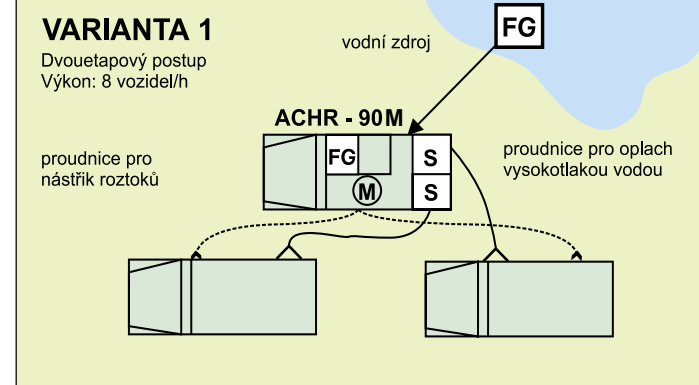 VARIANTA 1
Dvouetapový postup
Výkon: 8 vozidel/h
vodní zdroj
FG
ACHR - 90M
proudnice pro
nástřik roztoků
FG
S
M
S
proudnice pro oplach
vysokotlakou vodou